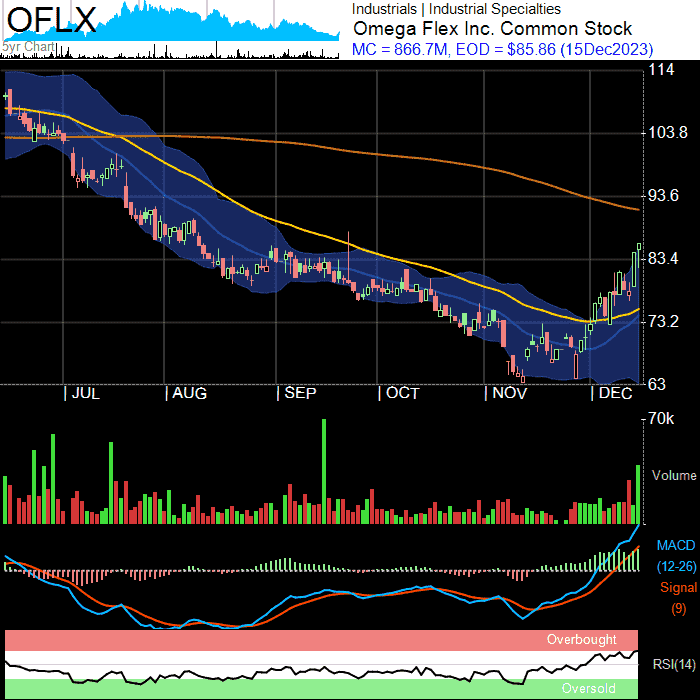 OFLX
5yr Chart
Industrials | Industrial Specialties
Omega Flex Inc. Common Stock
MC = 866.7M, EOD = $85.86 (15Dec2023)
114
103.8
93.6
83.4
73.2
63
| JUL | AUG | SEP | OCT | NOV | DEC
70k
Volume
MACD
(12-26)
Signal
(9)
Overbought
RSI(14)
Oversold